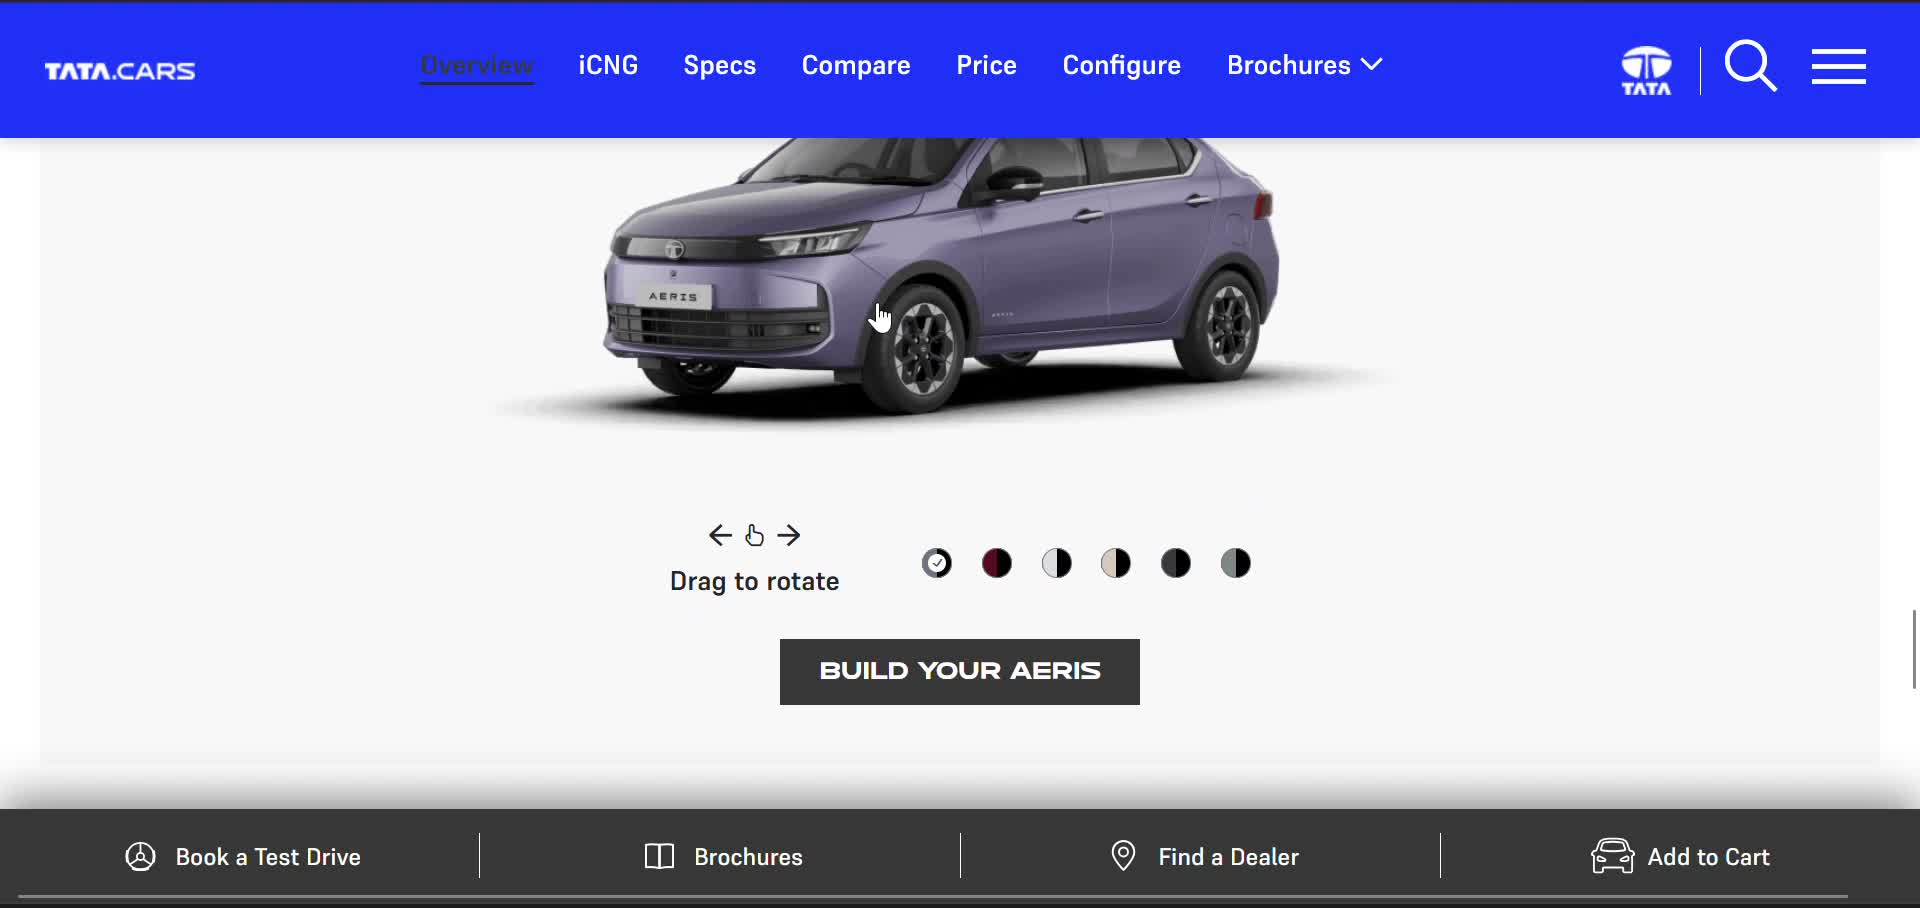 TATA.CARS
Overview
iCNG
Specs
Compare
Price
Configure
Brochures
TATA
AERIS
AERIS
Drag to rotate
BUILD YOUR AERIS
Book a Test Drive
Brochures
Find a Dealer
Add to Cart